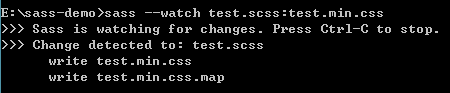 E:\sass-demo>sass --watch test.scss:test.min.css
>>> Sass is watching for changes. Press Ctrl-C to stop.
>>> Change detected to: test.scss
write test.min.css
write test.min.css.map